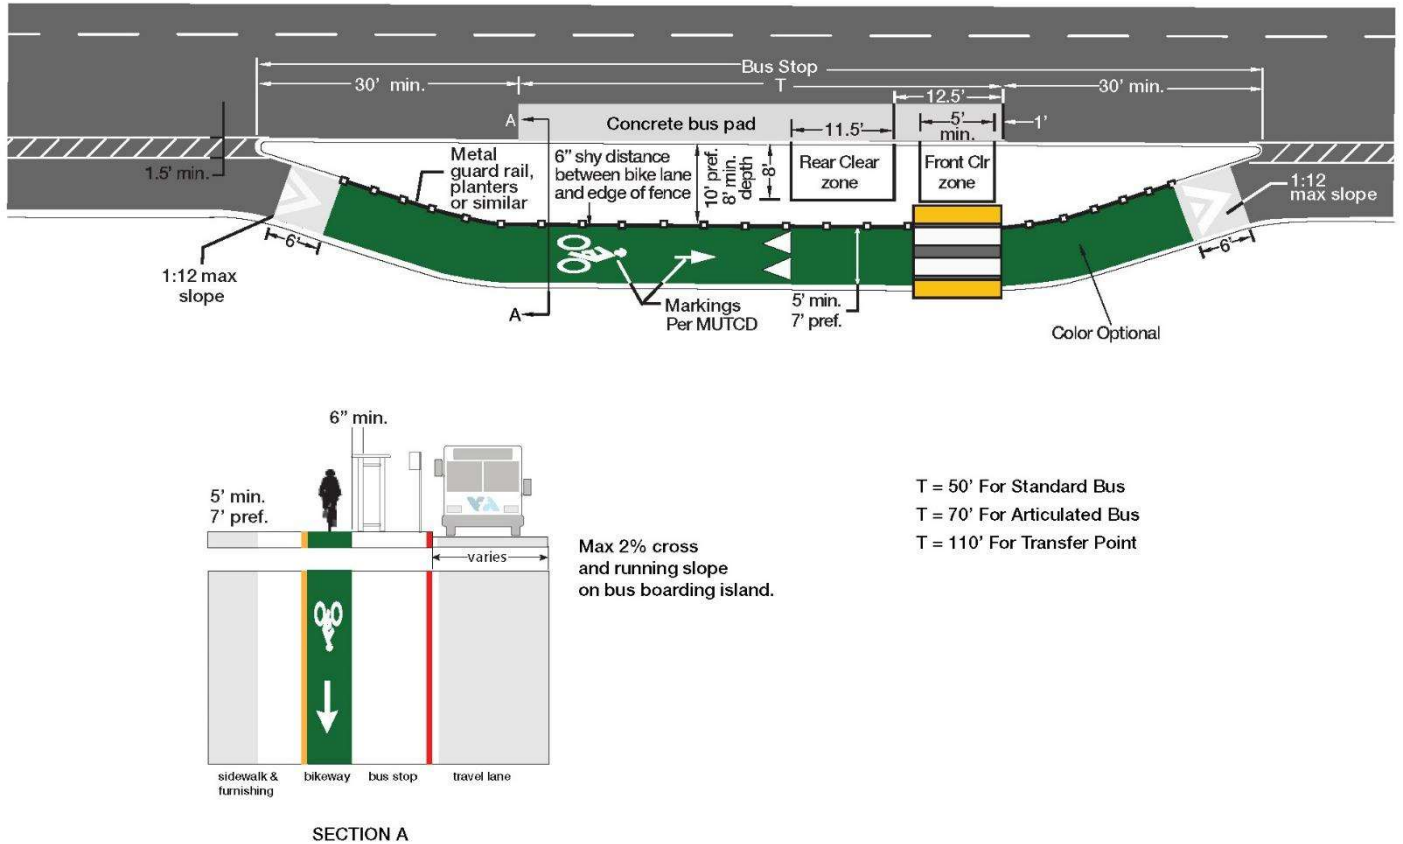 Bus Stop
30' min.
T
30' min.
12.5'
A
Concrete bus pad
11.5'
5'
min.
1'
1.5' min.
Metal
guard rail,
planters
or similar
6" shy distance
between bike lane
and edge of fence
10' pref.
8' min.
depth
8'
Rear Clear
zone
Front Clr
zone
1:12
max slope
6'
6'
1:12 max
slope
A
Markings
Per MUTCD
5' min.
7' pref.
Color Optional
6" min.
5' min.
7' pref.
VIA
varies
Max 2% cross
and running slope
on bus boarding island.
T = 50' For Standard Bus
T = 70' For Articulated Bus
T = 110' For Transfer Point
sidewalk &
furnishing
bikeway
bus stop
travel lane
SECTION A